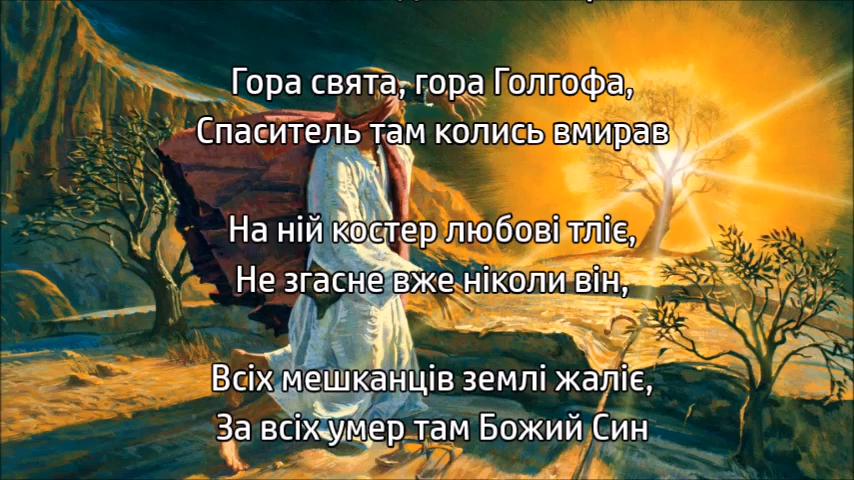 Гора свята, гора Голгофа,
Спаситель там колись вмирав
На ній костер любові тліє,
Не згасне вже ніколи він,
Всіх мешканців землі жаліє,
За всіх умер там Божий Син